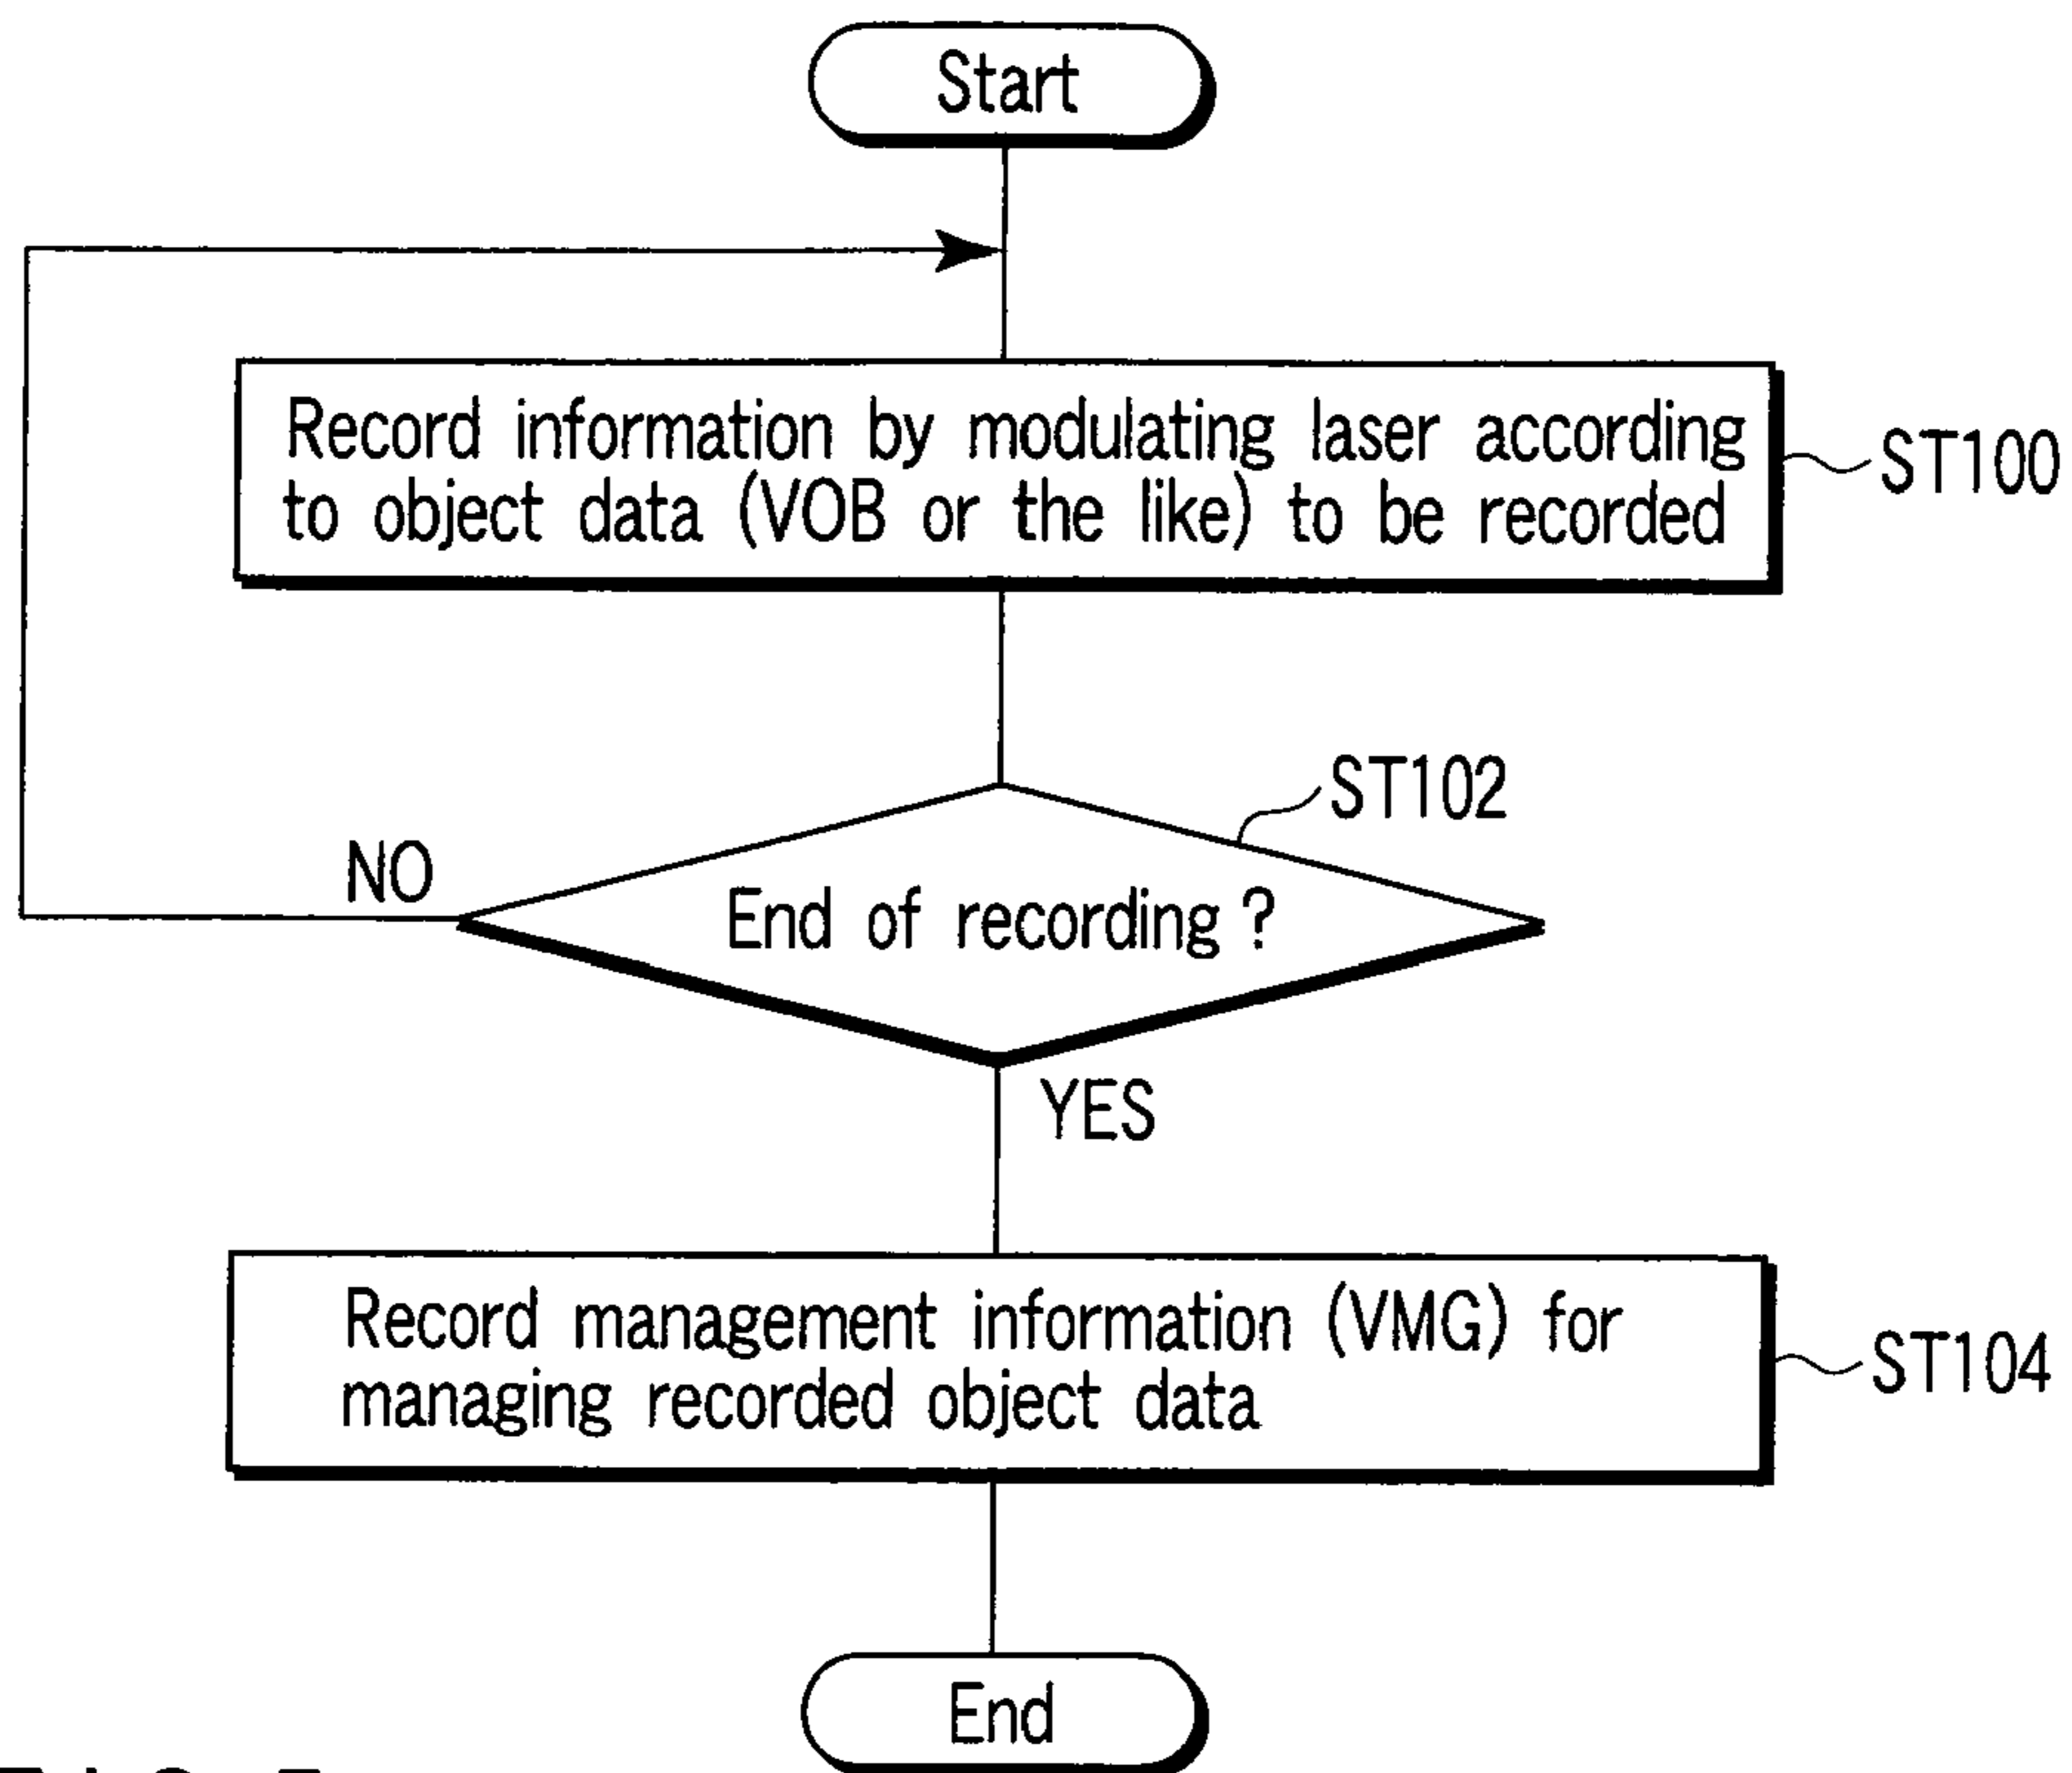 Start
Record information by modulating laser according
to object data (VOB or the like) to be recorded
ST100
ST102
NO
End of recording ?
YES
Record management information (VMG) for
managing recorded object data
ST104
End